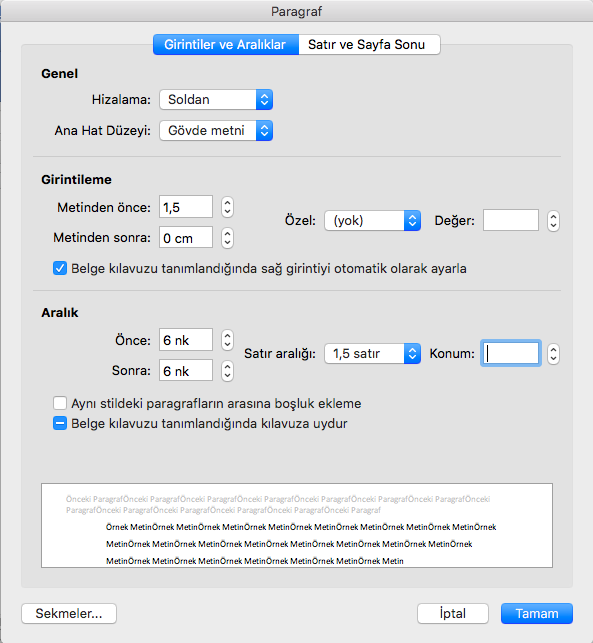 Paragraf
Girintiler ve Aralıklar
Satır ve Sayfa Sonu
Genel
Hizalama: Soldan
Ana Hat Düzeyi: Gövde metni
Girintileme
Metinden önce: 1,5
Metinden sonra: 0 cm
Özel: (yok) Değer:
Belge kılavuzu tanımlandığında sağ girintiyi otomatik olarak ayarla
Aralık
Önce: 6 nk
Sonra: 6 nk
Satır aralığı: 1,5 satır Konum:
Aynı stildeki paragrafların arasına boşluk ekleme
Belge kılavuzu tanımlandığında kılavuza uydur
Önceki ParagrafÖnceki ParagrafÖnceki ParagrafÖnceki ParagrafÖnceki ParagrafÖnceki ParagrafÖnceki
ParagrafÖnceki ParagrafÖnceki ParagrafÖnceki ParagrafÖnceki Paragraf
Örnek MetinÖrnek MetinÖrnek MetinÖrnek MetinÖrnek MetinÖrnek MetinÖrnek MetinÖrnek MetinÖrnek
MetinÖrnek MetinÖrnek MetinÖrnek MetinÖrnek MetinÖrnek MetinÖrnek MetinÖrnek MetinÖrnek
MetinÖrnek MetinÖrnek MetinÖrnek MetinÖrnek MetinÖrnek MetinÖrnek Metin
Sekmeler...
İptal
Tamam